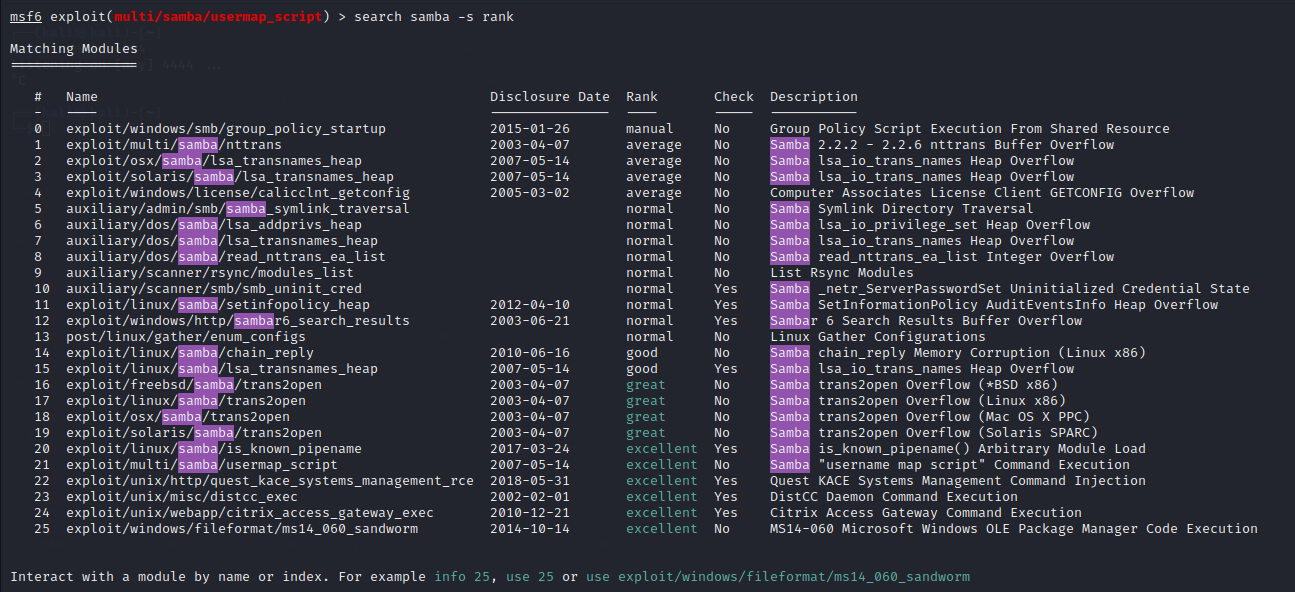 msf6 exploit(multi/samba/usermap_script) > search samba -s rank
Matching Modules
================
# Name Disclosure Date Rank Check Description
- ---- --------------- ---- ----- -----------
0 exploit/windows/smb/group_policy_startup 2015-01-26 manual No Group Policy Script Execution From Shared Resource
1 exploit/multi/samba/nttrans 2003-04-07 average No Samba 2.2.2 - 2.2.6 nttrans Buffer Overflow
2 exploit/osx/samba/lsa_transnames_heap 2007-05-14 average No Samba lsa_io_trans_names Heap Overflow
3 exploit/solaris/samba/lsa_transnames_heap 2007-05-14 average No Samba lsa_io_trans_names Heap Overflow
4 exploit/windows/license/calicclnt_getconfig 2005-03-02 average No Computer Associates License Client GETCONFIG Overflow
5 auxiliary/admin/smb/samba_symlink_traversal normal No Samba Symlink Directory Traversal
6 auxiliary/dos/samba/lsa_addprivs_heap normal No Samba lsa_io_privilege_set Heap Overflow
7 auxiliary/dos/samba/lsa_transnames_heap normal No Samba lsa_io_trans_names Heap Overflow
8 auxiliary/dos/samba/read_nttrans_ea_list normal No Samba read_nttrans_ea_list Integer Overflow
9 auxiliary/scanner/rsync/modules_list normal No List Rsync Modules
10 auxiliary/scanner/smb/smb_uninit_cred normal Yes Samba _netr_ServerPasswordSet Uninitialized Credential State
11 exploit/linux/samba/setinfopolicy_heap 2012-04-10 normal Yes Samba SetInformationPolicy AuditEventsInfo Heap Overflow
12 exploit/windows/http/sambar6_search_results 2003-06-21 normal Yes Sambar 6 Search Results Buffer Overflow
13 post/linux/gather/enum_configs normal No Linux Gather Configurations
14 exploit/linux/samba/chain_reply 2010-06-16 good No Samba chain_reply Memory Corruption (Linux x86)
15 exploit/linux/samba/lsa_transnames_heap 2007-05-14 good Yes Samba lsa_io_trans_names Heap Overflow
16 exploit/freebsd/samba/trans2open 2003-04-07 great No Samba trans2open Overflow (*BSD x86)
17 exploit/linux/samba/trans2open 2003-04-07 great No Samba trans2open Overflow (Linux x86)
18 exploit/osx/samba/trans2open 2003-04-07 great No Samba trans2open Overflow (Mac OS X PPC)
19 exploit/solaris/samba/trans2open 2003-04-07 great No Samba trans2open Overflow (Solaris SPARC)
20 exploit/linux/samba/is_known_pipename 2017-03-24 excellent Yes Samba is_known_pipename() Arbitrary Module Load
21 exploit/multi/samba/usermap_script 2007-05-14 excellent No Samba "username map script" Command Execution
22 exploit/unix/http/quest_kace_systems_management_rce 2018-05-31 excellent Yes Quest KACE Systems Management Command Injection
23 exploit/unix/misc/distcc_exec 2002-02-01 excellent Yes DistCC Daemon Command Execution
24 exploit/unix/webapp/citrix_access_gateway_exec 2010-12-21 excellent Yes Citrix Access Gateway Command Execution
25 exploit/windows/fileformat/ms14_060_sandworm 2014-10-14 excellent No MS14-060 Microsoft Windows OLE Package Manager Code Execution
Interact with a module by name or index. For example info 25, use 25 or use exploit/windows/fileformat/ms14_060_sandworm